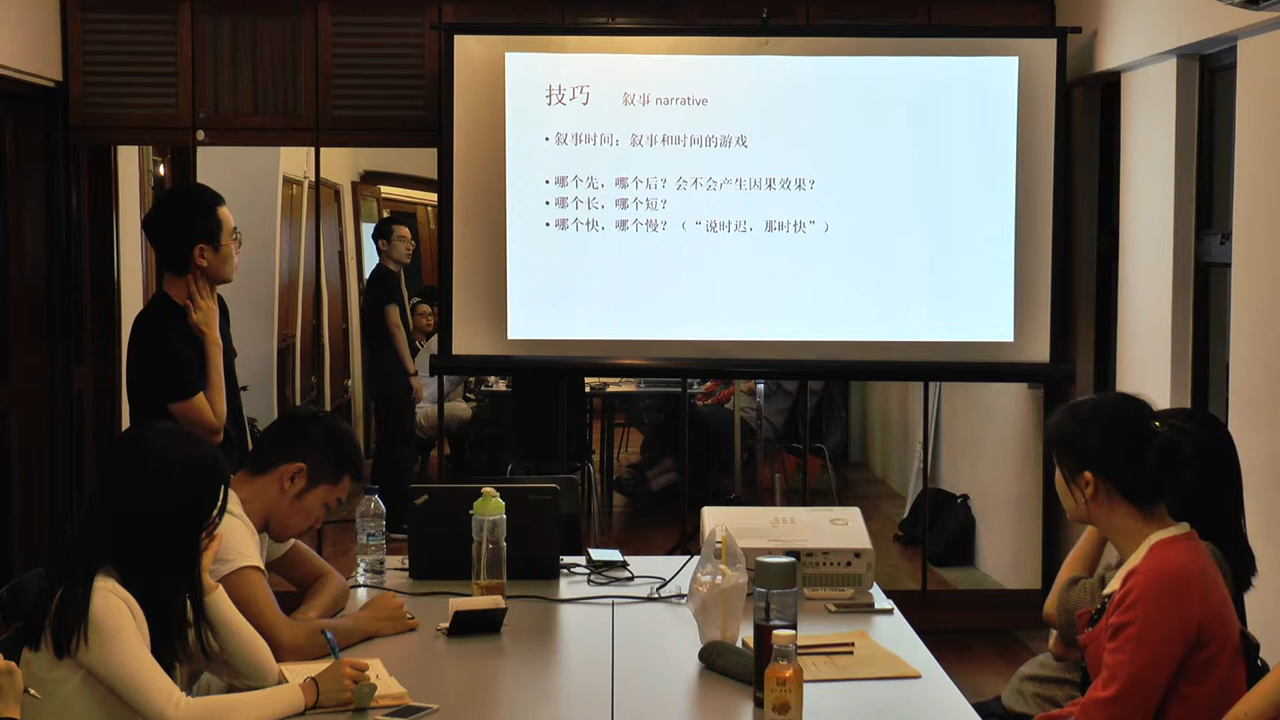 技巧 叙事 narrative
• 叙事时间：叙事和时间的游戏
• 哪个先，哪个后？会不会产生因果效果？
• 哪个长，哪个短？
• 哪个快，哪个慢？（“说时迟，那时快”）